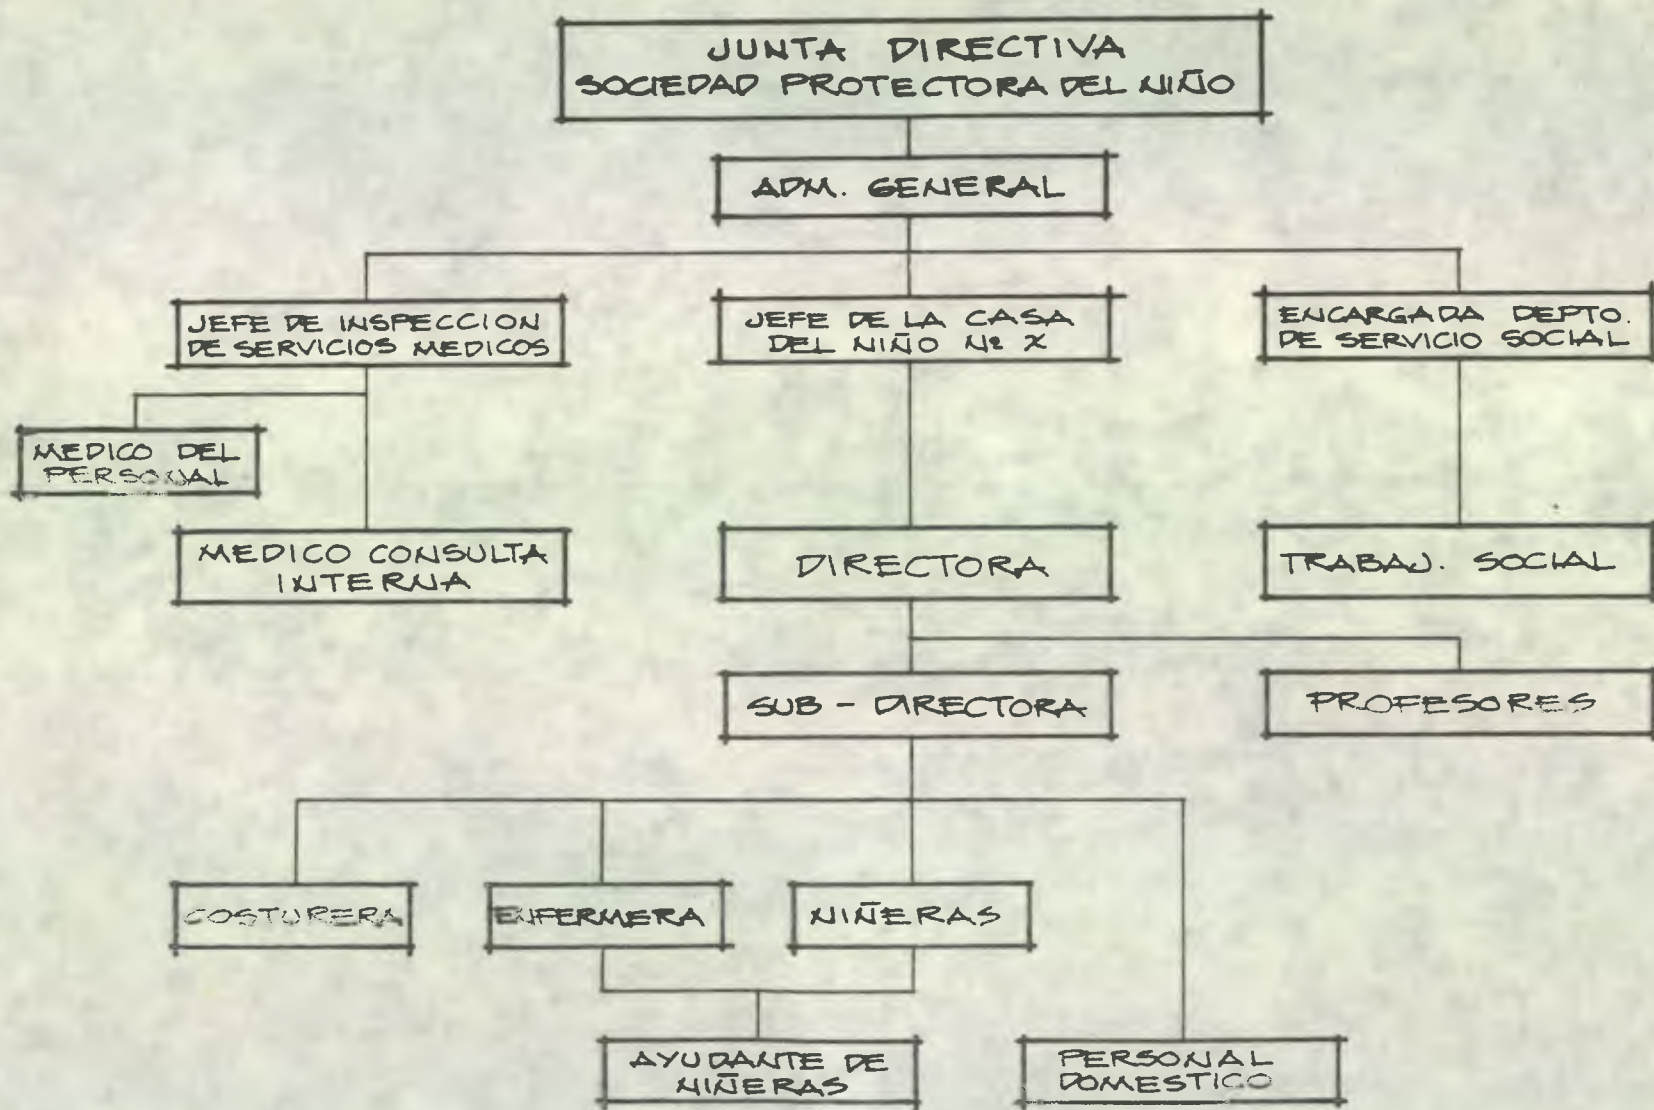 JUNTA DIRECTIVA
SOCIEDAD PROTECTORA DEL NIÑO
ADM. GENERAL
JEFE DE INSPECCION
DE SERVICIOS MEDICOS
JEFE DE LA CASA
DEL NIÑO Nº X
ENCARGADA DEPTO.
DE SERVICIO SOCIAL
MEDICO DEL
PERSONAL
MEDICO CONSULTA
INTERNA
DIRECTORA
TRABAJ. SOCIAL
SUB - DIRECTORA
PROFESORES
COSTURERA
ENFERMERA
NIÑERAS
AYUDANTE DE
NIÑERAS
PERSONAL
DOMESTICO